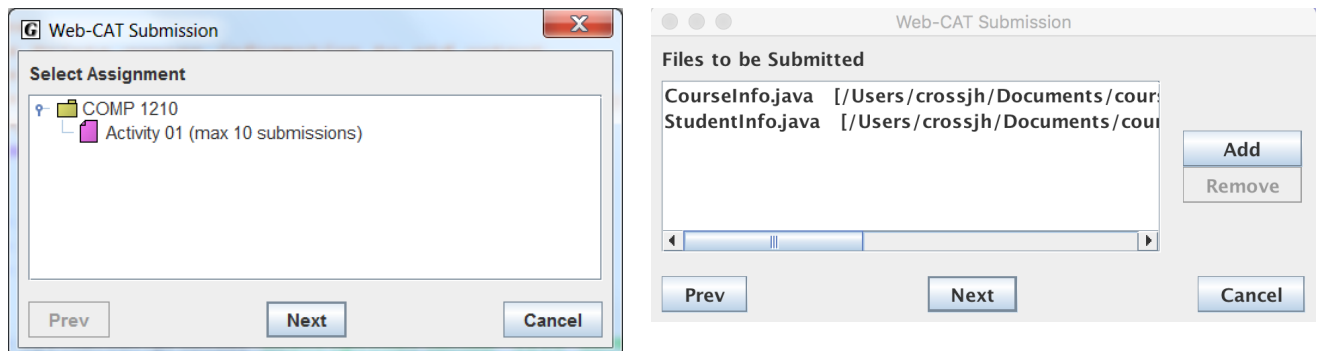 Web-CAT Submission
Select Assignment
COMP 1210
Activity 01 (max 10 submissions)
Prev
Next
Cancel
Web-CAT Submission
Files to be Submitted
CourseInfo.java [/Users/crossjh/Documents/cour
StudentInfo.java [/Users/crossjh/Documents/cour
Add
Remove
Prev
Next
Cancel